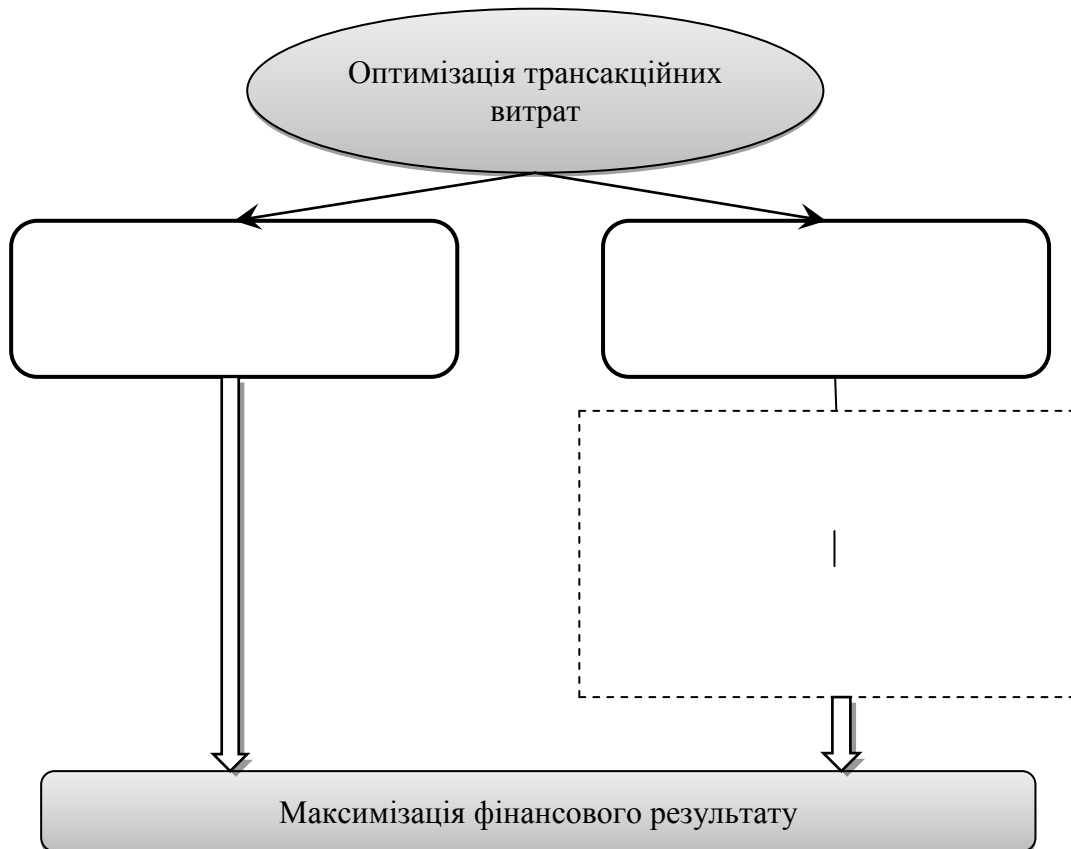 Оптимізація трансакційних
витрат
Максимізація фінансового результату